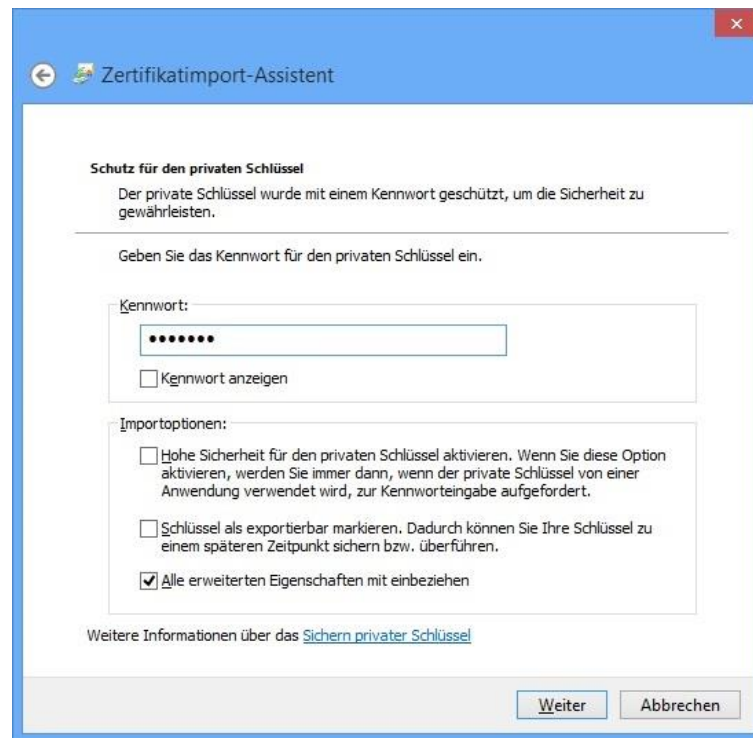 Zertifikatimport-Assistent
Schutz für den privaten Schlüssel
Der private Schlüssel wurde mit einem Kennwort geschützt, um die Sicherheit zu
gewährleisten.
Geben Sie das Kennwort für den privaten Schlüssel ein.
Kennwort:
•••••••
Kennwort anzeigen
Importoptionen:
Hohe Sicherheit für den privaten Schlüssel aktivieren. Wenn Sie diese Option
aktivieren, werden Sie immer dann, wenn der private Schlüssel von einer
Anwendung verwendet wird, zur Kennworteingabe aufgefordert.
Schlüssel als exportierbar markieren. Dadurch können Sie Ihre Schlüssel zu
einem späteren Zeitpunkt sichern bzw. überführen.
Alle erweiterten Eigenschaften mit einbeziehen
Weitere Informationen über das Sichern privater Schlüssel
Weiter Abbrechen